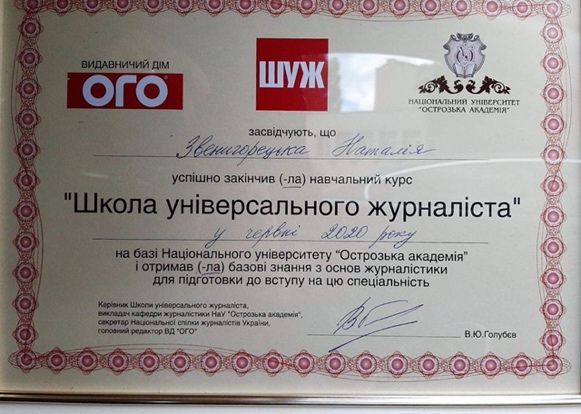 ВИДАВНИЧИЙ ДІМ
ОГО
ШУЖ
НАЦІОНАЛЬНИЙ УНІВЕРСИТЕТ
"ОСТРОЗЬКА АКАДЕМІЯ"
засвідчують, що
Звенигорецька Наталія
успішно закінчив (-ла) навчальний курс
"Школа універсального журналіста"
у червні 2020 року
на базі Національного університету "Острозька академія"
і отримав (-ла) базові знання з основ журналістики
для підготовки до вступу на цю спеціальність
Керівник Школи універсального журналіста,
викладач кафедри журналістики НаУ "Острозька академія",
секретар Національної спілки журналістів України,
головний редактор ВД "ОГО"
В.Ю.Голубєв